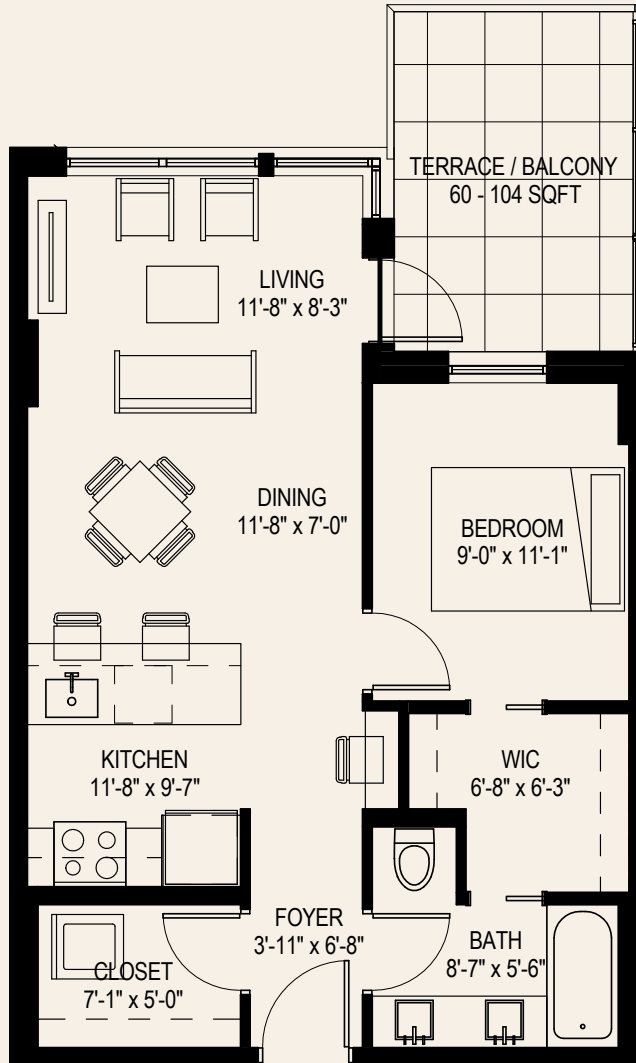 TERRACE / BALCONY
60 - 104 SQFT
LIVING
11'-8" x 8'-3"
DINING
11'-8" x 7'-0"
BEDROOM
9'-0" x 11'-1"
KITCHEN
11'-8" x 9'-7"
WIC
6'-8" x 6'-3"
FOYER
3'-11" x 6'-8"
BATH
8'-7" x 5'-6"
CLOSET
7'-1" x 5'-0"